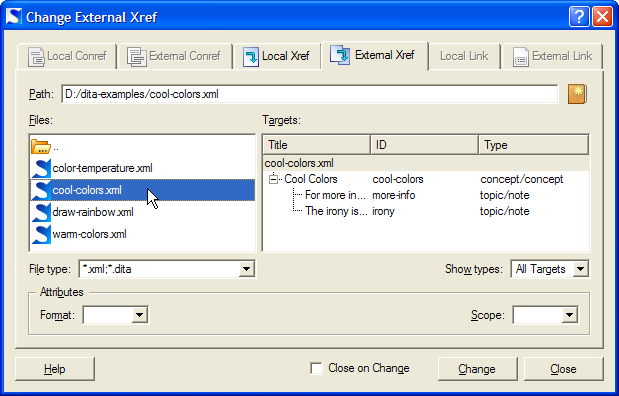 Change External Xref
Local Conref External Conref Local Xref External Xref Local Link External Link
Path: D:/dita-examples/cool-colors.xml
Files: Targets:
..
color-temperature.xml
cool-colors.xml
draw-rainbow.xml
warm-colors.xml
Title ID Type
cool-colors.xml
Cool Colors cool-colors concept/concept
For more in... more-info topic/note
The irony is... irony topic/note
File type: *.xml;*.dita Show types: All Targets
Attributes
Format: Scope:
Help Close on Change Change Close